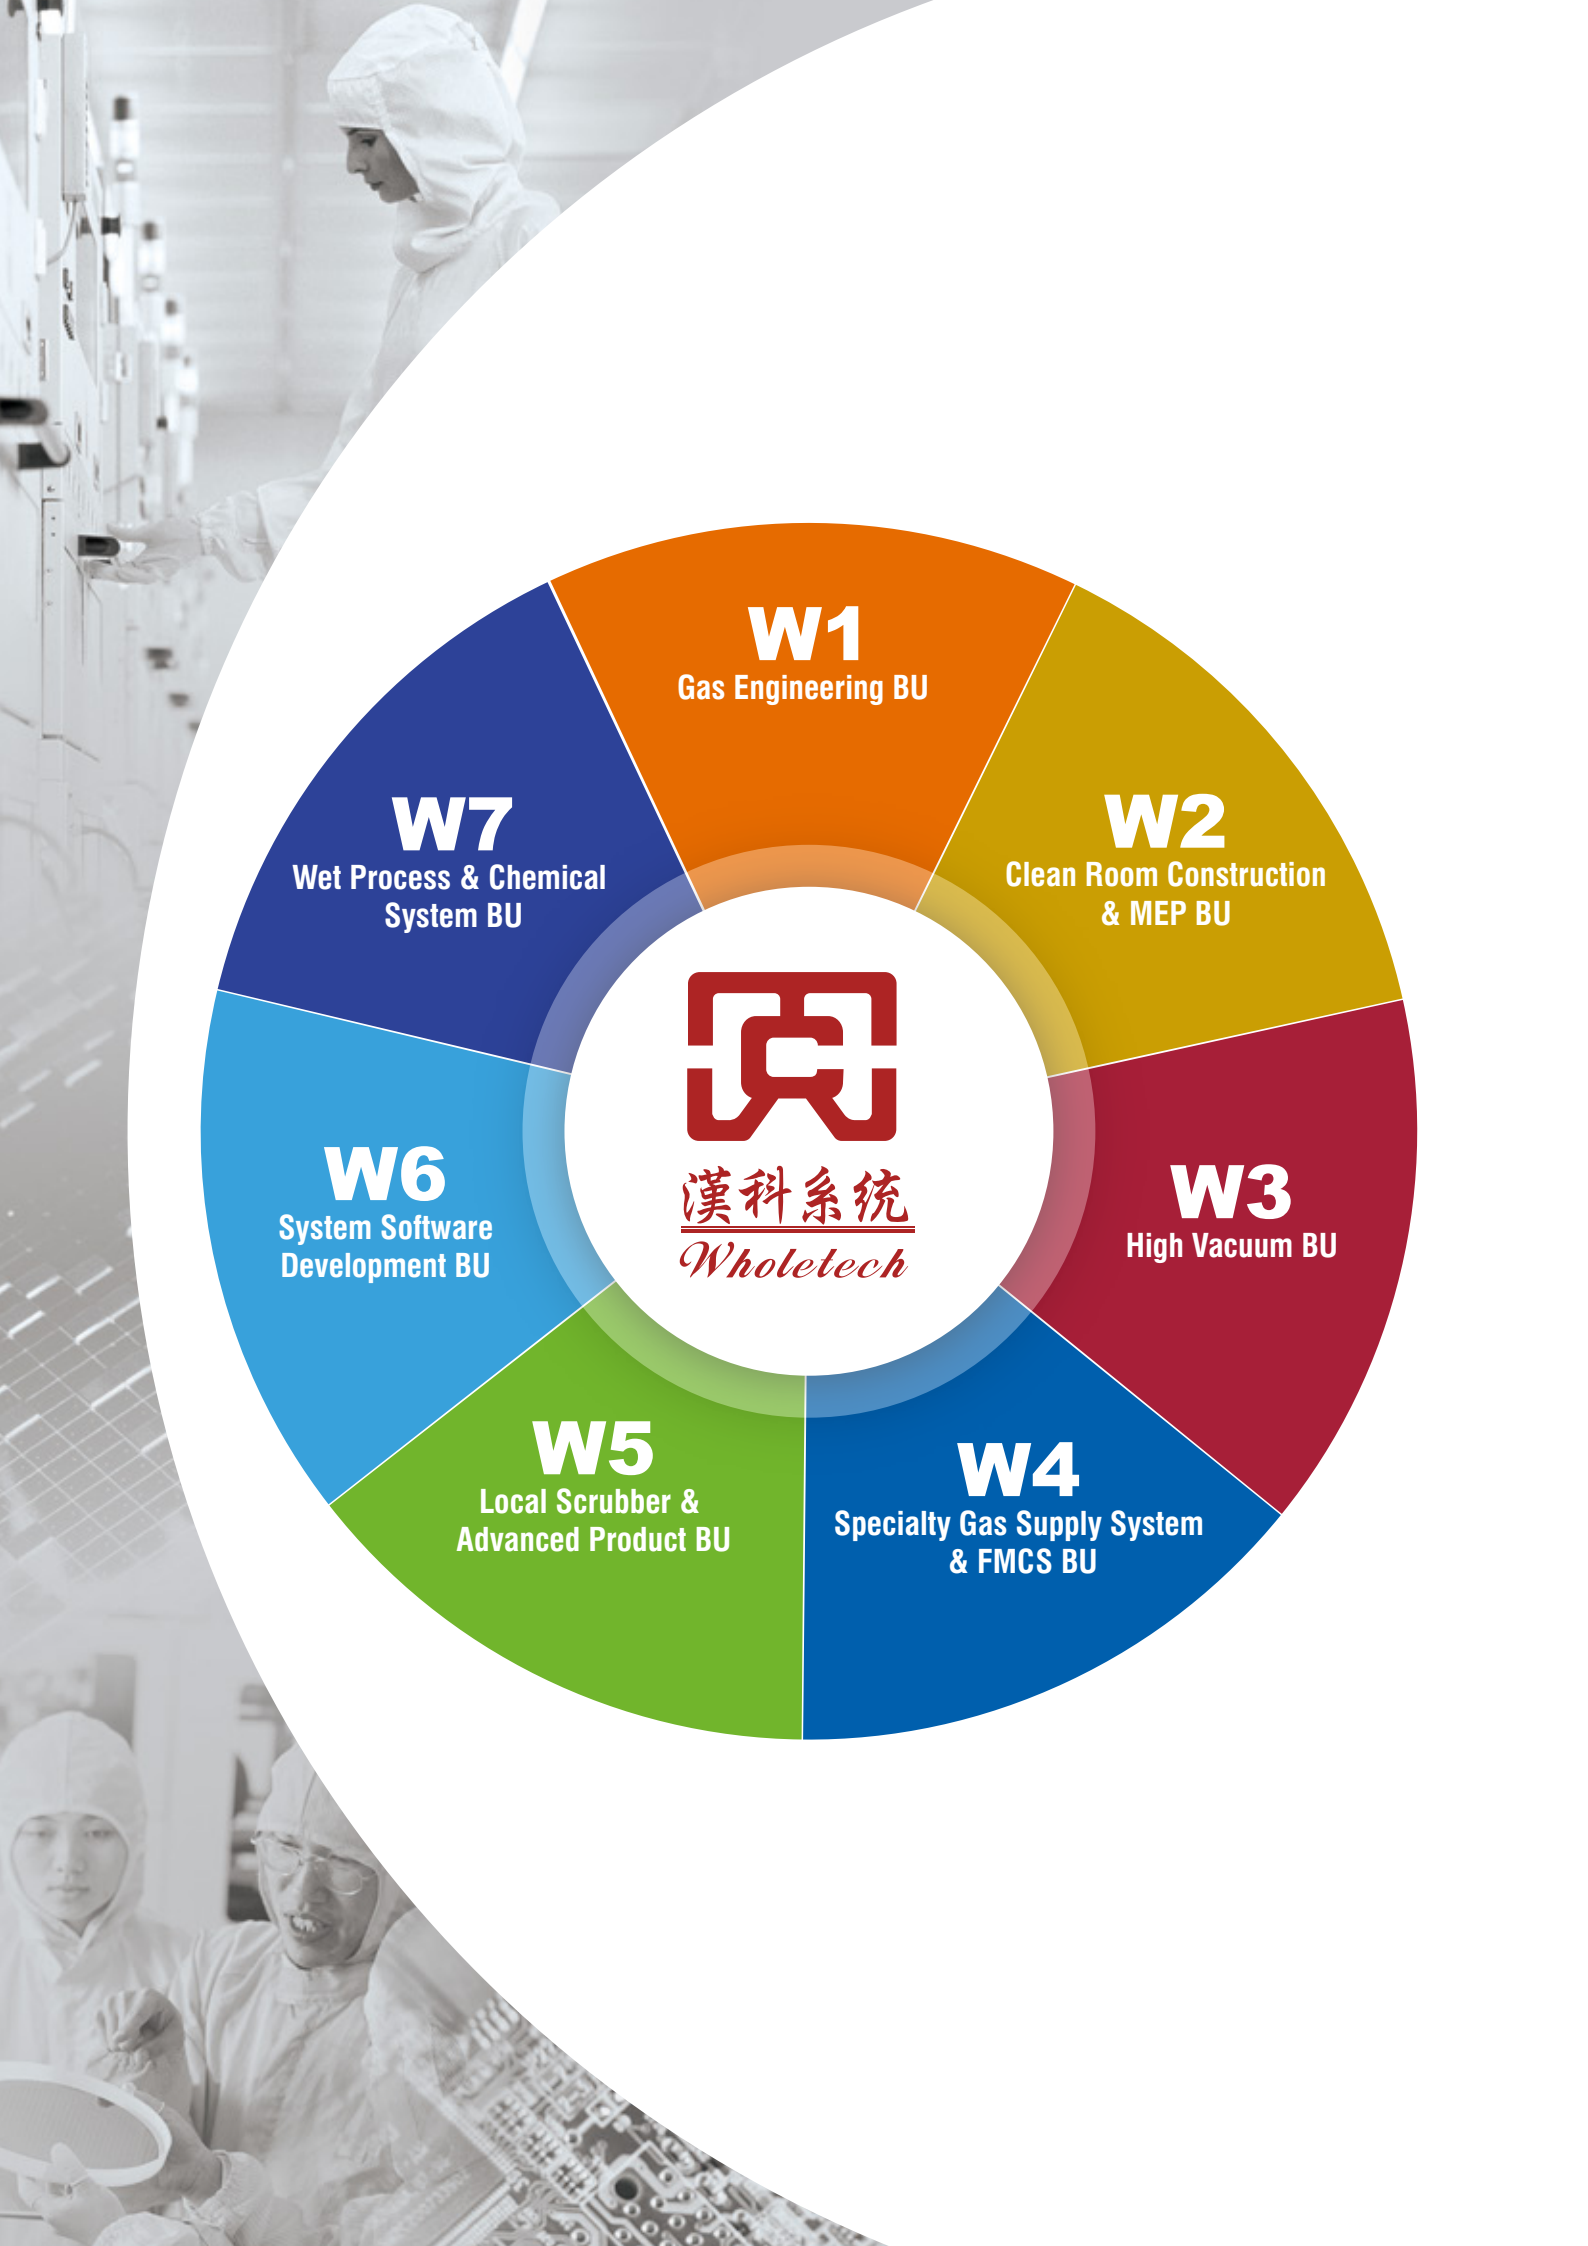 W1
Gas Engineering BU
W2
Clean Room Construction
& MEP BU
W3
High Vacuum BU
W4
Specialty Gas Supply System
& FMCS BU
W5
Local Scrubber &
Advanced Product BU
W6
System Software
Development BU
W7
Wet Process & Chemical
System BU
漢科系統
Wholetech